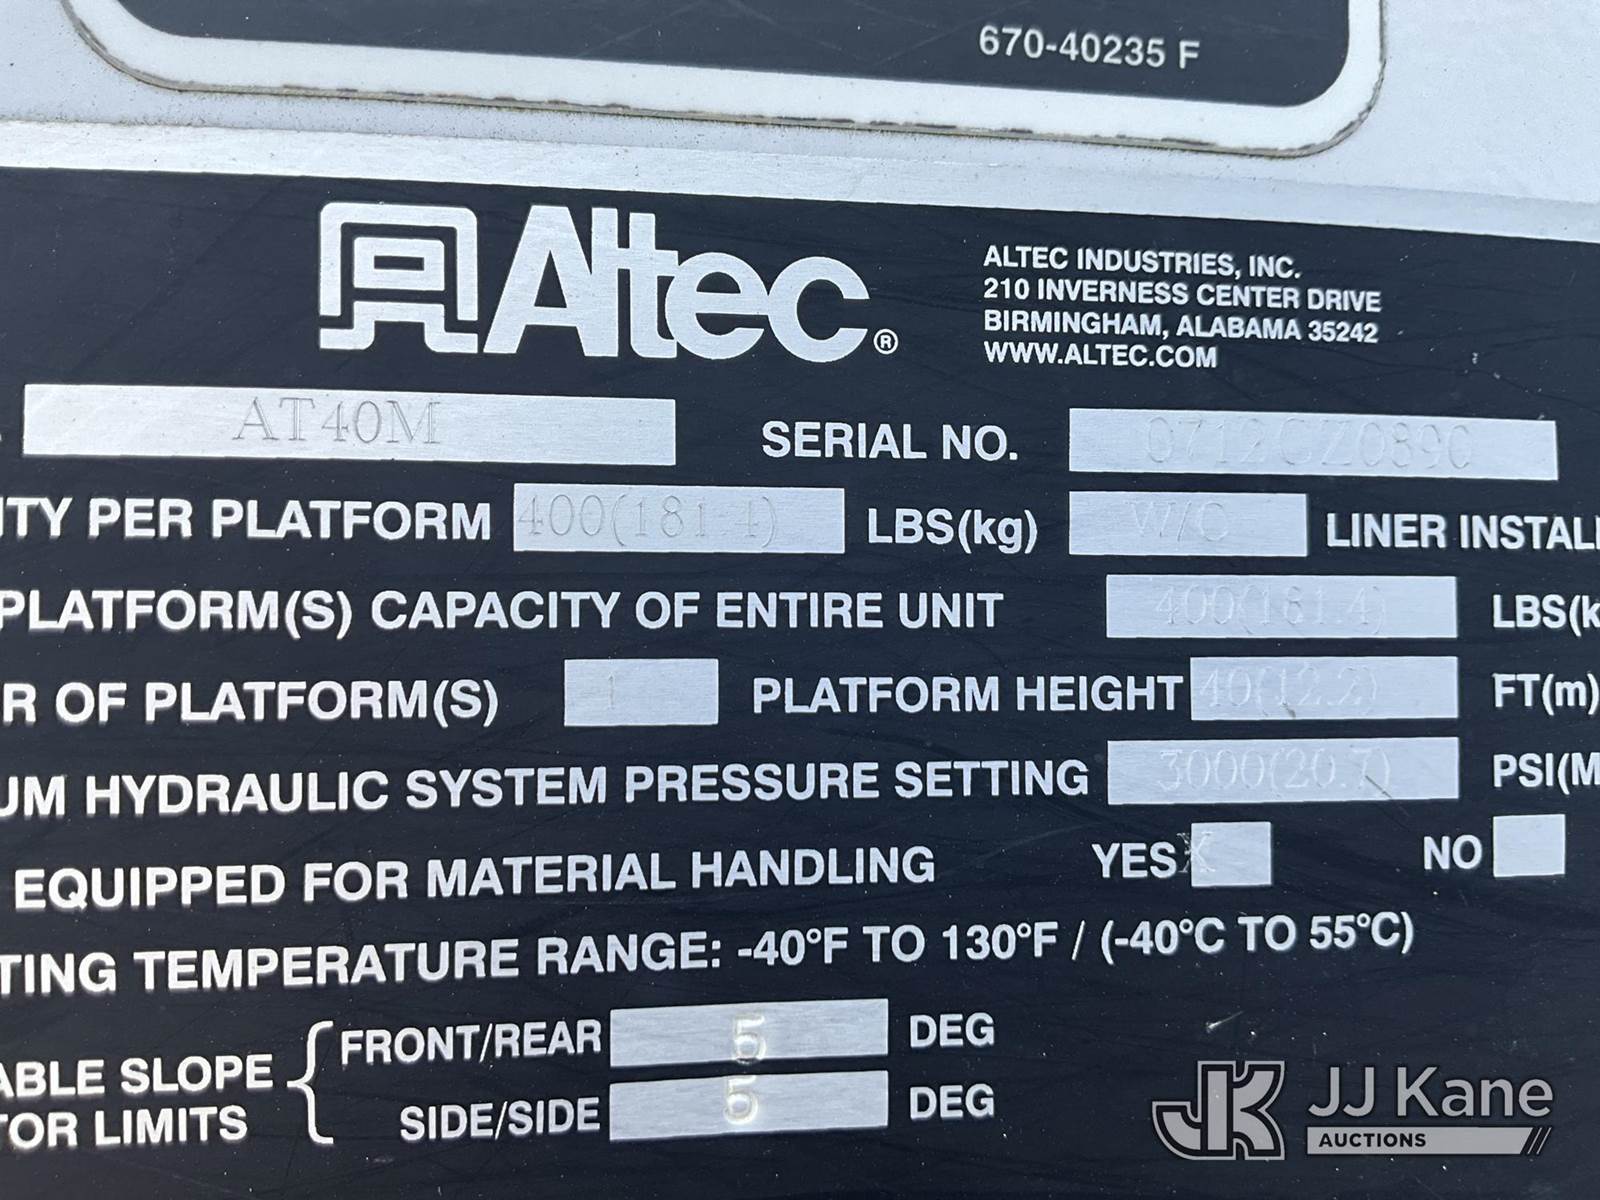 670-40235 F
Altec®
ALTEC INDUSTRIES, INC.
210 INVERNESS CENTER DRIVE
BIRMINGHAM, ALABAMA 35242
WWW.ALTEC.COM
AT40M SERIAL NO.
ITY PER PLATFORM 400(181.4) LBS(kg) W/C LINER INSTALL
PLATFORM(S) CAPACITY OF ENTIRE UNIT 400(181.4) LBS(k
R OF PLATFORM(S) 1 PLATFORM HEIGHT 40(12.2) FT(m)
UM HYDRAULIC SYSTEM PRESSURE SETTING 3000(20.7) PSI(M
EQUIPPED FOR MATERIAL HANDLING YES X NO
TING TEMPERATURE RANGE: -40°F TO 130°F / (-40°C TO 55°C)
ABLE SLOPE
TOR LIMITS
FRONT/REAR 5 DEG
SIDE/SIDE 5 DEG
JK JJ Kane
AUCTIONS